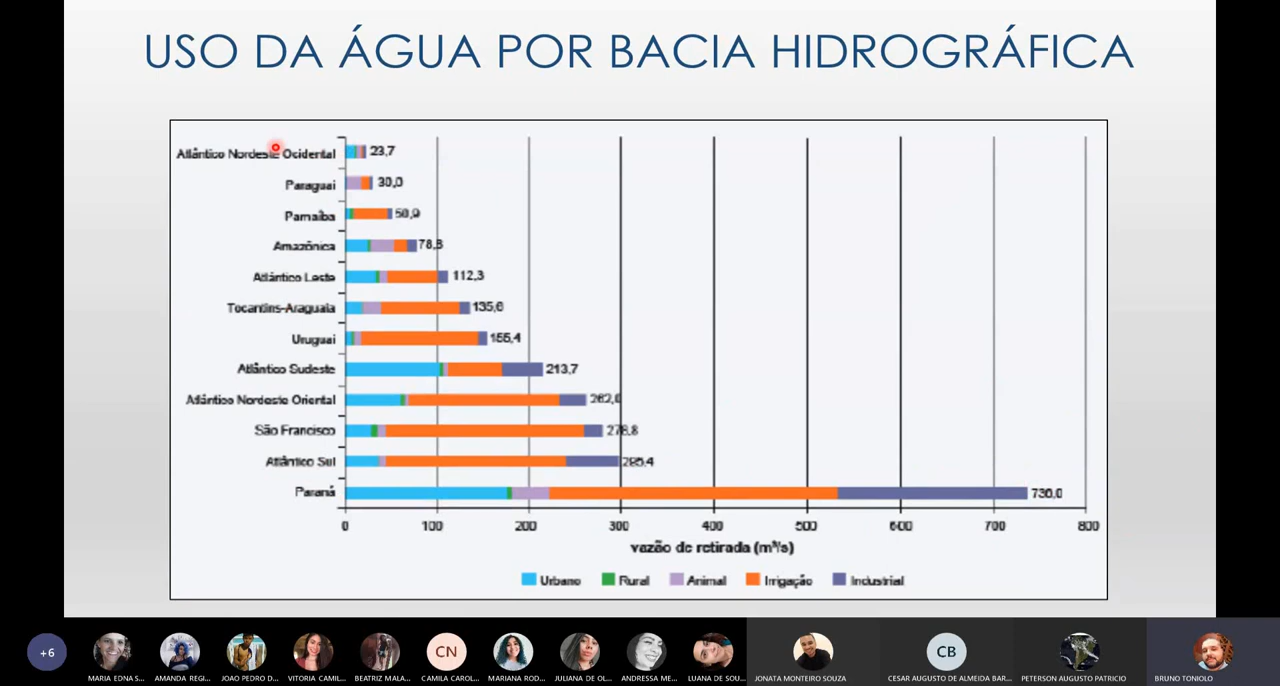 USO DA ÁGUA POR BACIA HIDROGRÁFICA
Atlântico Nordeste Ocidental 23,7
Paraguai 30,0
Parnaíba 50,9
Amazônica 78,8
Atlântico Leste 112,3
Tocantins-Araguaia 135,6
Uruguai 155,4
Atlântico Sudeste 213,7
Atlântico Nordeste Oriental 262,0
São Francisco 278,8
Atlântico Sul 295,4
Paraná 736,0
0 100 200 300 400 500 600 700 800
vazão de retirada (m³/s)
Urbano Rural Animal Irrigação Industrial
+6 CN CB
MARIA EDNA S... AMANDA REGI... JOAO PEDRO D... VITORIA CAMIL... BEATRIZ MALA... CAMILA CAROL... MARIANA ROD... JULIANA DE OL... ANDRESSA ME... LUANA DE SOU... JONATA MONTEIRO SOUZA CESAR AUGUSTO DE ALMEIDA BAR... PETERSON AUGUSTO PATRICIO BRUNO TONIOLO